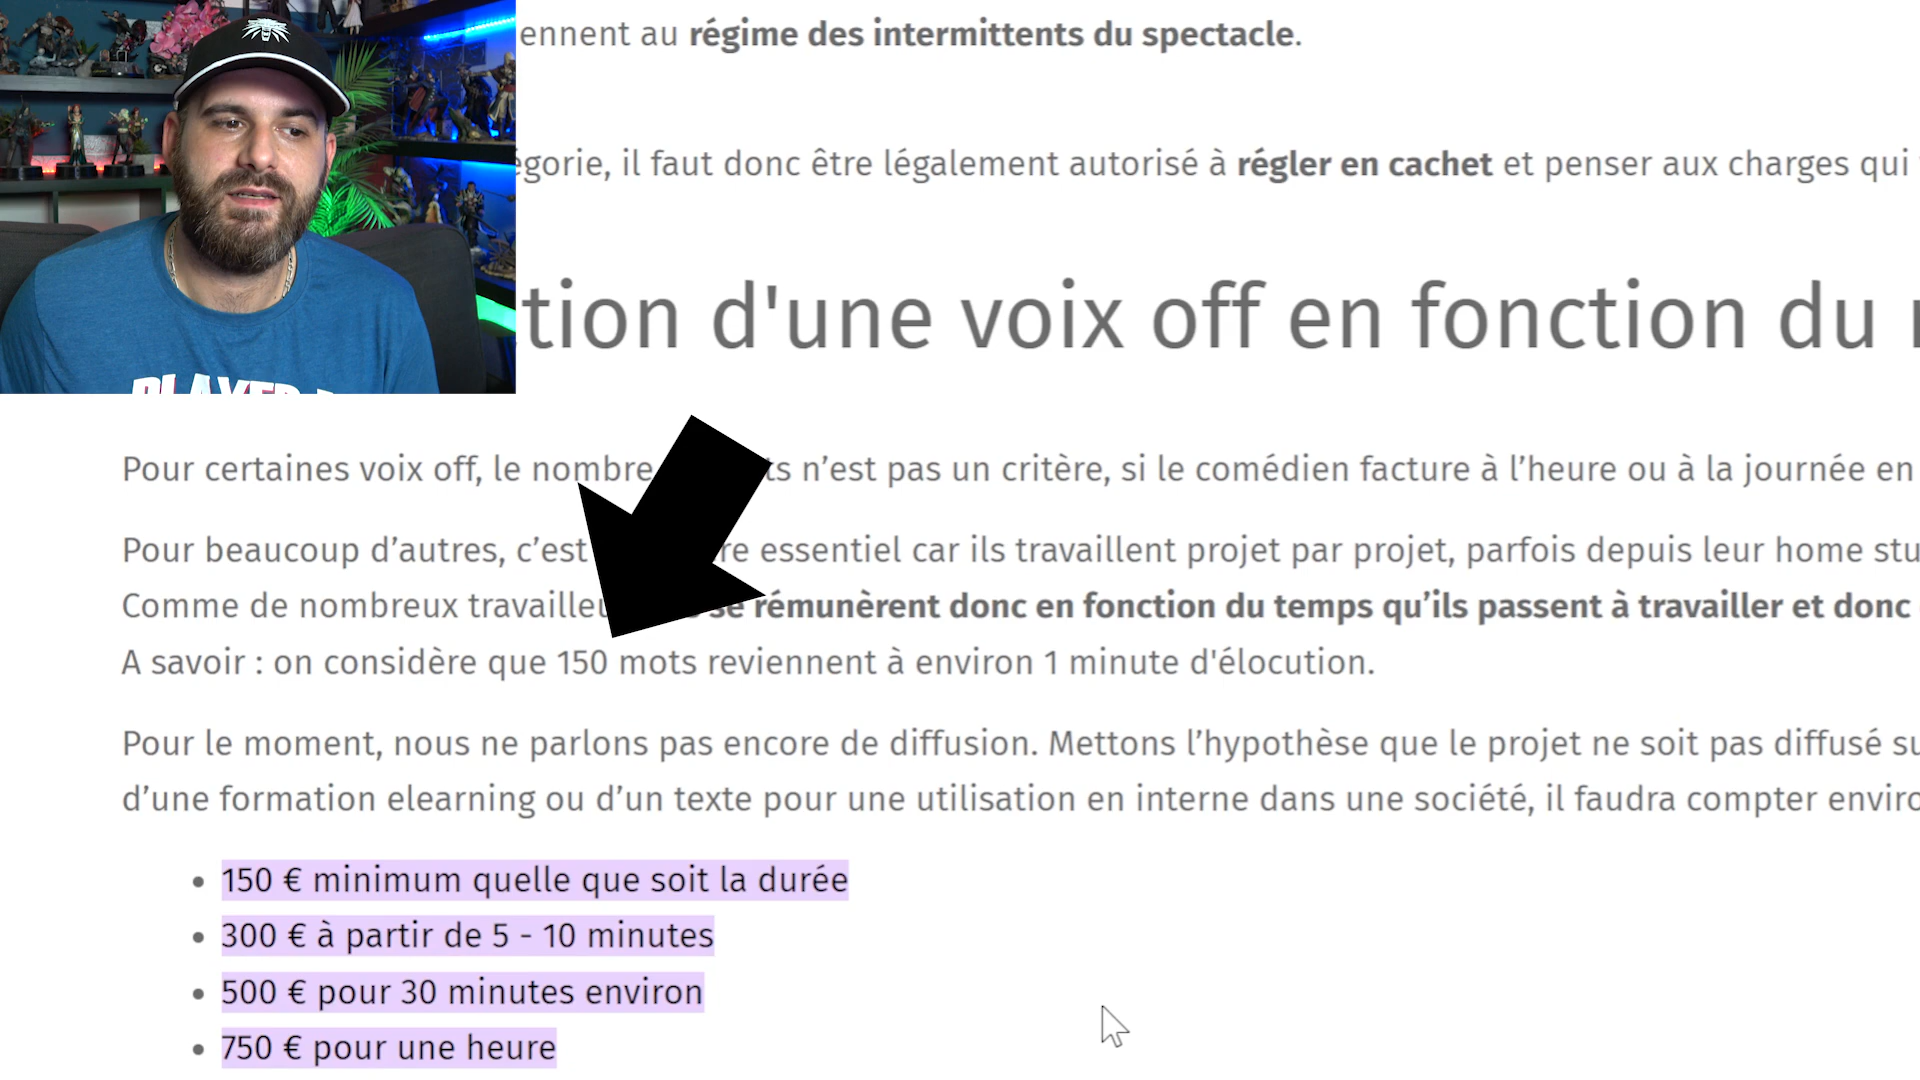 ennent au régime des intermittents du spectacle.
égorie, il faut donc être légalement autorisé à régler en cachet et penser aux charges qui
tion d'une voix off en fonction du
PLAYER
Pour certaines voix off, le nombre n’est pas un critère, si le comédien facture à l’heure ou à la journée en
Pour beaucoup d’autres, c’est essentiel car ils travaillent projet par projet, parfois depuis leur home stu
Comme de nombreux travailleu se rémunèrent donc en fonction du temps qu’ils passent à travailler et donc
A savoir : on considère que 150 mots reviennent à environ 1 minute d'élocution.
Pour le moment, nous ne parlons pas encore de diffusion. Mettons l’hypothèse que le projet ne soit pas diffusé su
d’une formation elearning ou d’un texte pour une utilisation en interne dans une société, il faudra compter enviro
• 150 € minimum quelle que soit la durée
• 300 € à partir de 5 - 10 minutes
• 500 € pour 30 minutes environ
• 750 € pour une heure